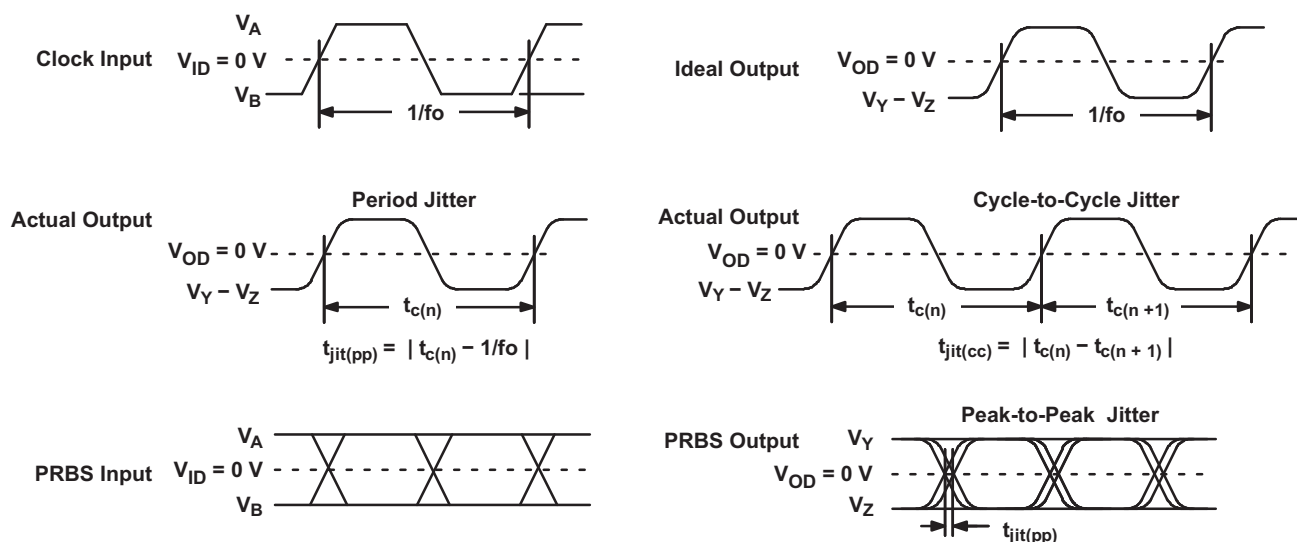 Clock Input
V_A
V_ID = 0 V
V_B
1/fo
Ideal Output
V_OD = 0 V
V_Y – V_Z
1/fo
Actual Output
Period Jitter
V_OD = 0 V
V_Y – V_Z
t_c(n)
t_jit(pp) = | t_c(n) – 1/fo |
Actual Output
Cycle-to-Cycle Jitter
V_OD = 0 V
V_Y – V_Z
t_c(n)
t_c(n +1)
t_jit(cc) = | t_c(n) – t_c(n + 1) |
PRBS Input
V_A
V_ID = 0 V
V_B
PRBS Output
Peak-to-Peak Jitter
V_Y
V_OD = 0 V
V_Z
t_jit(pp)